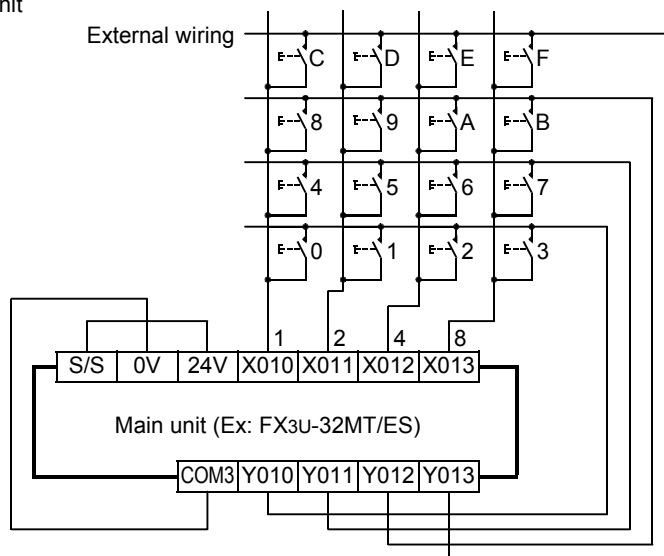 nit
External wiring
C D E F
8 9 A B
4 5 6 7
0 1 2 3
1 2 4 8
S/S 0V 24V X010 X011 X012 X013
Main unit (Ex: FX3U-32MT/ES)
COM3 Y010 Y011 Y012 Y013